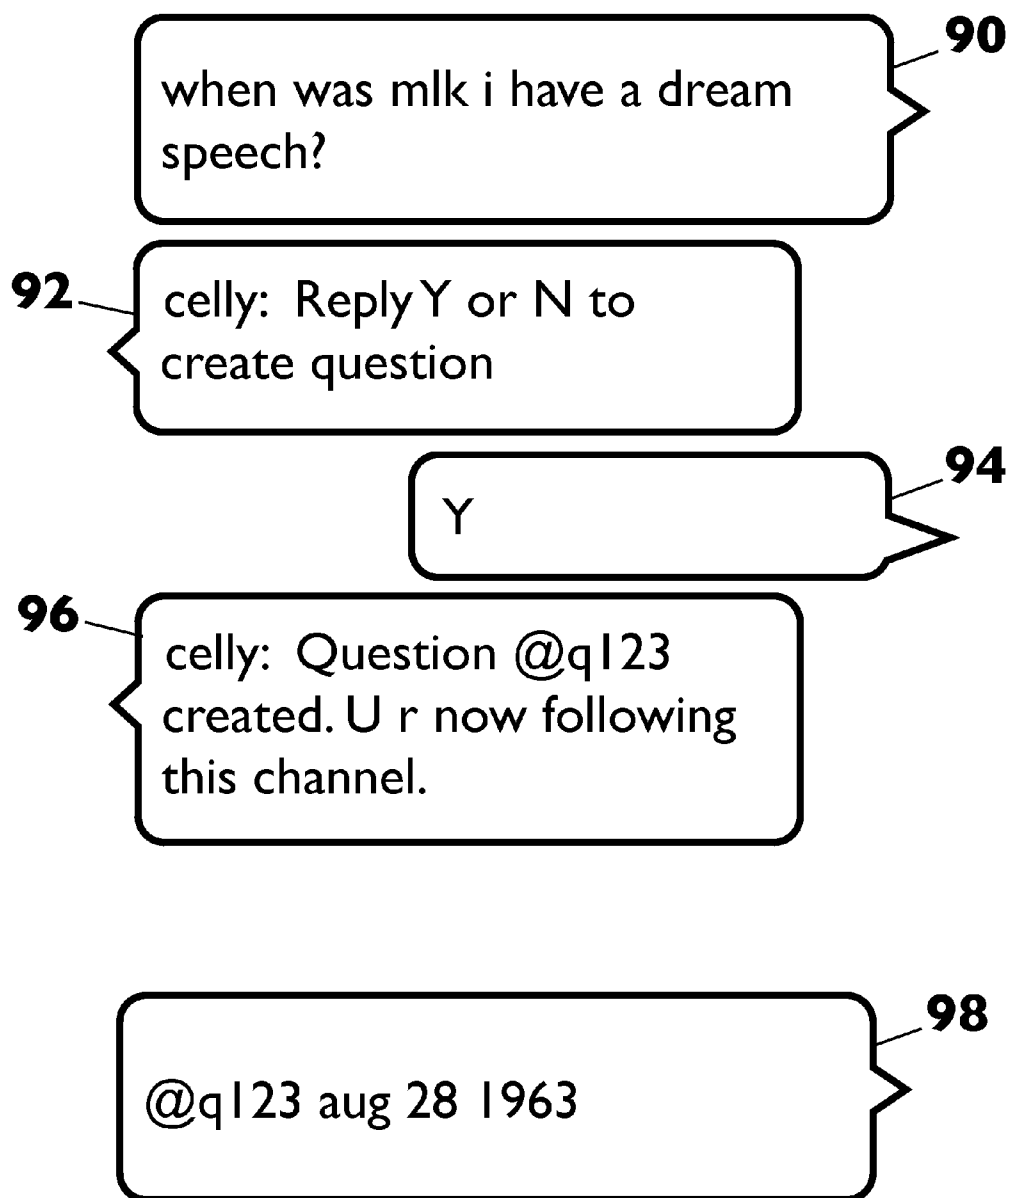 90
when was mlk i have a dream
speech?
92
celly: Reply Y or N to
create question
94
Y
96
celly: Question @q123
created. U r now following
this channel.
98
@q123 aug 28 1963